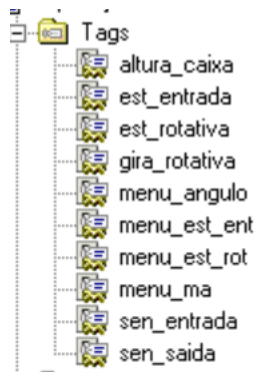 Tags
altura_caixa
est_entrada
est_rotativa
gira_rotativa
menu_angulo
menu_est_ent
menu_est_rot
menu_ma
sen_entrada
sen_saida